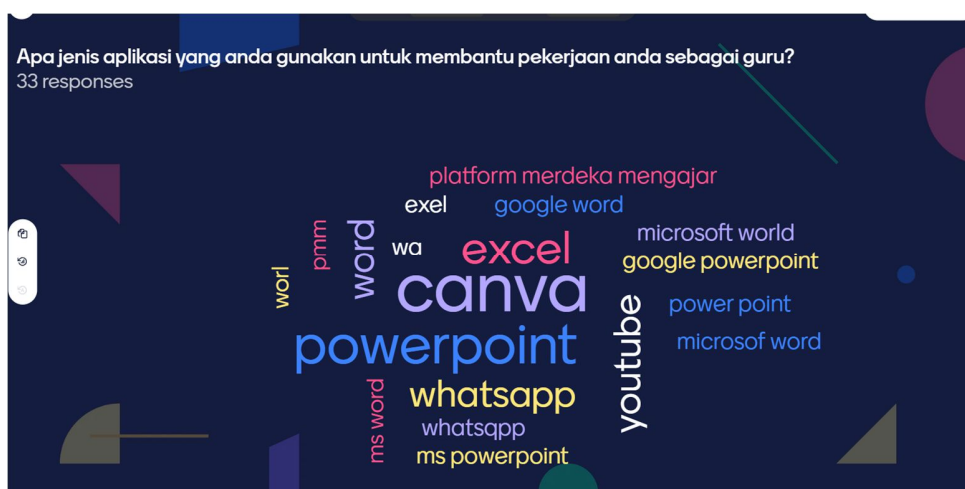 Apa jenis aplikasi yang anda gunakan untuk membantu pekerjaan anda sebagai guru?
33 responses
platform merdeka mengajar
exel
google word
pmm
word
wa
excel
microsoft world
google powerpoint
worl
canva
youtube
power point
powerpoint
microsof word
ms word
whatsapp
whatsqpp
ms powerpoint